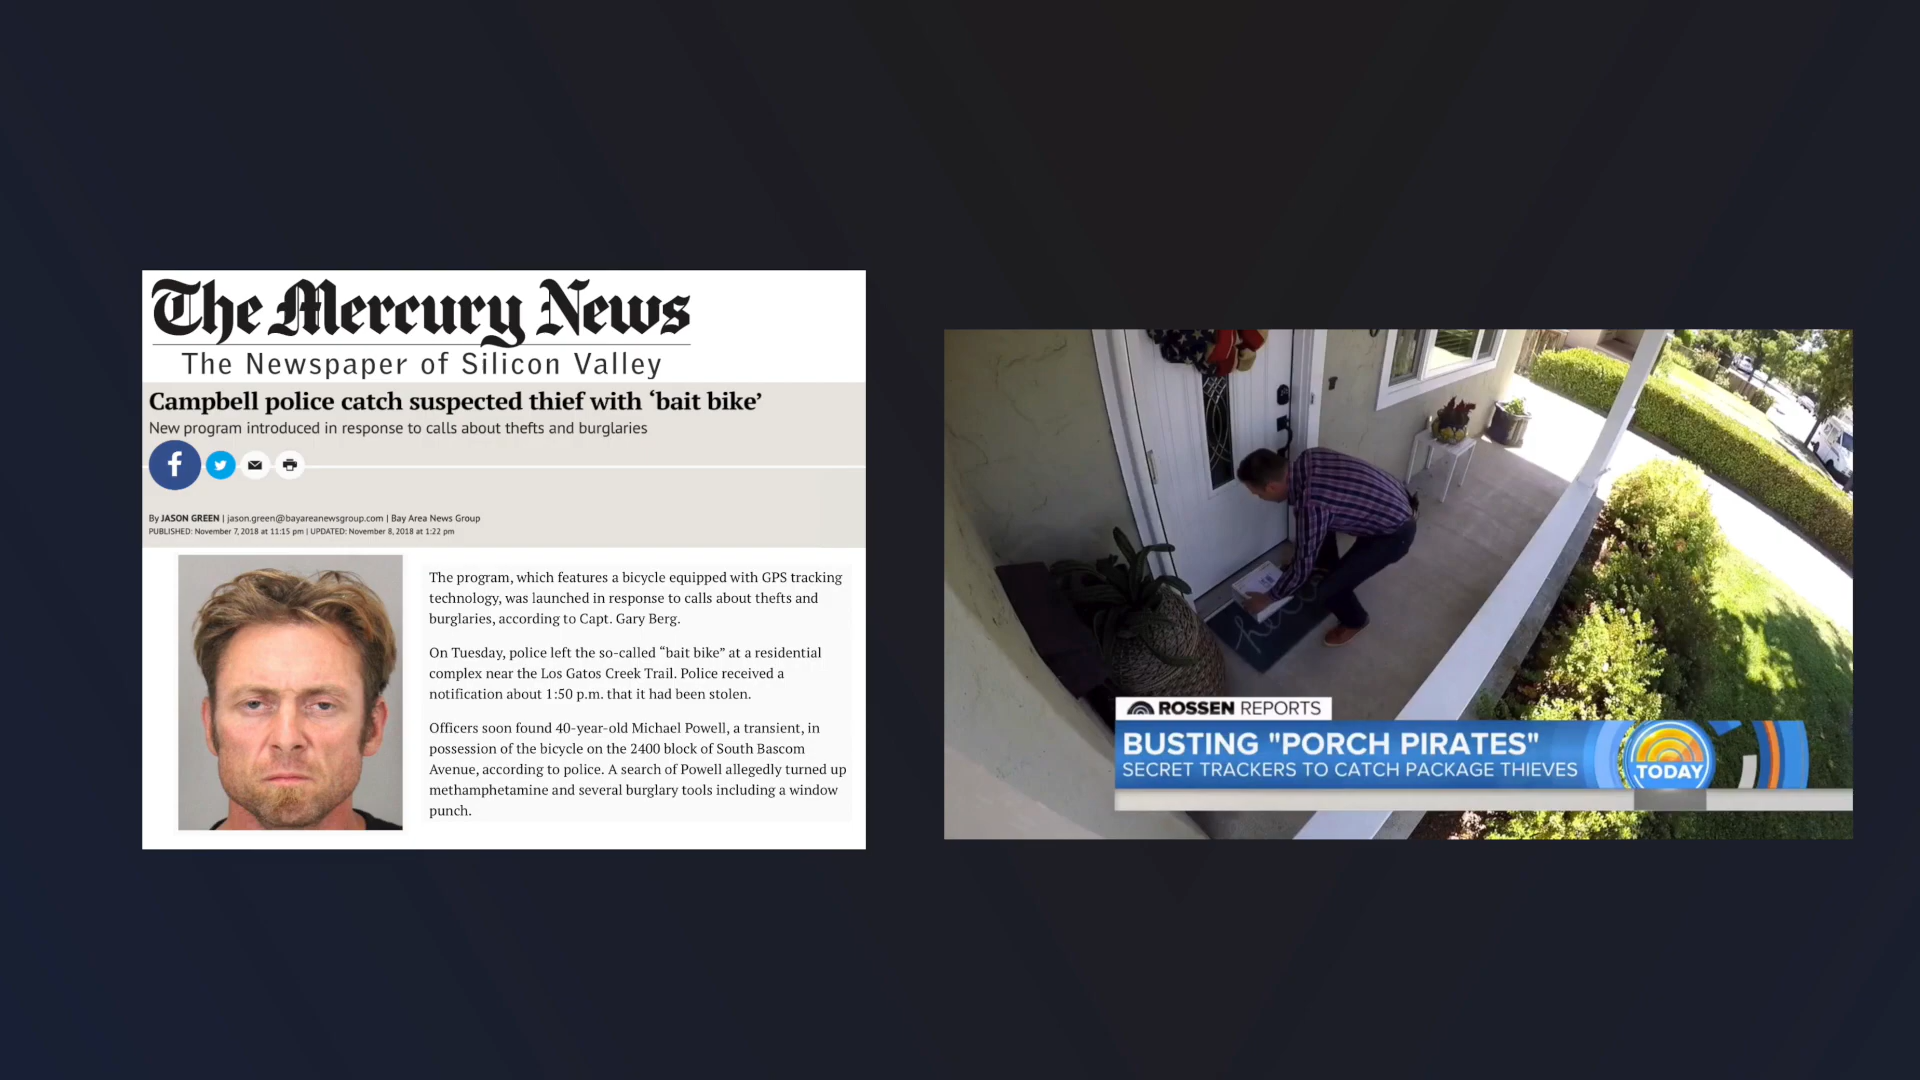 The Mercury News
The Newspaper of Silicon Valley
Campbell police catch suspected thief with ‘bait bike’
New program introduced in response to calls about thefts and burglaries
By JASON GREEN | jason.green@bayareanewsgroup.com | Bay Area News Group
PUBLISHED: November 7, 2018 at 11:15 pm | UPDATED: November 8, 2018 at 1:22 pm
The program, which features a bicycle equipped with GPS tracking
technology, was launched in response to calls about thefts and
burglaries, according to Capt. Gary Berg.
On Tuesday, police left the so-called “bait bike” at a residential
complex near the Los Gatos Creek Trail. Police received a
notification about 1:50 p.m. that it had been stolen.
Officers soon found 40-year-old Michael Powell, a transient, in
possession of the bicycle on the 2400 block of South Bascom
Avenue, according to police. A search of Powell allegedly turned up
methamphetamine and several burglary tools including a window
punch.
hello
ROSSEN REPORTS
BUSTING "PORCH PIRATES"
SECRET TRACKERS TO CATCH PACKAGE THIEVES
TODAY